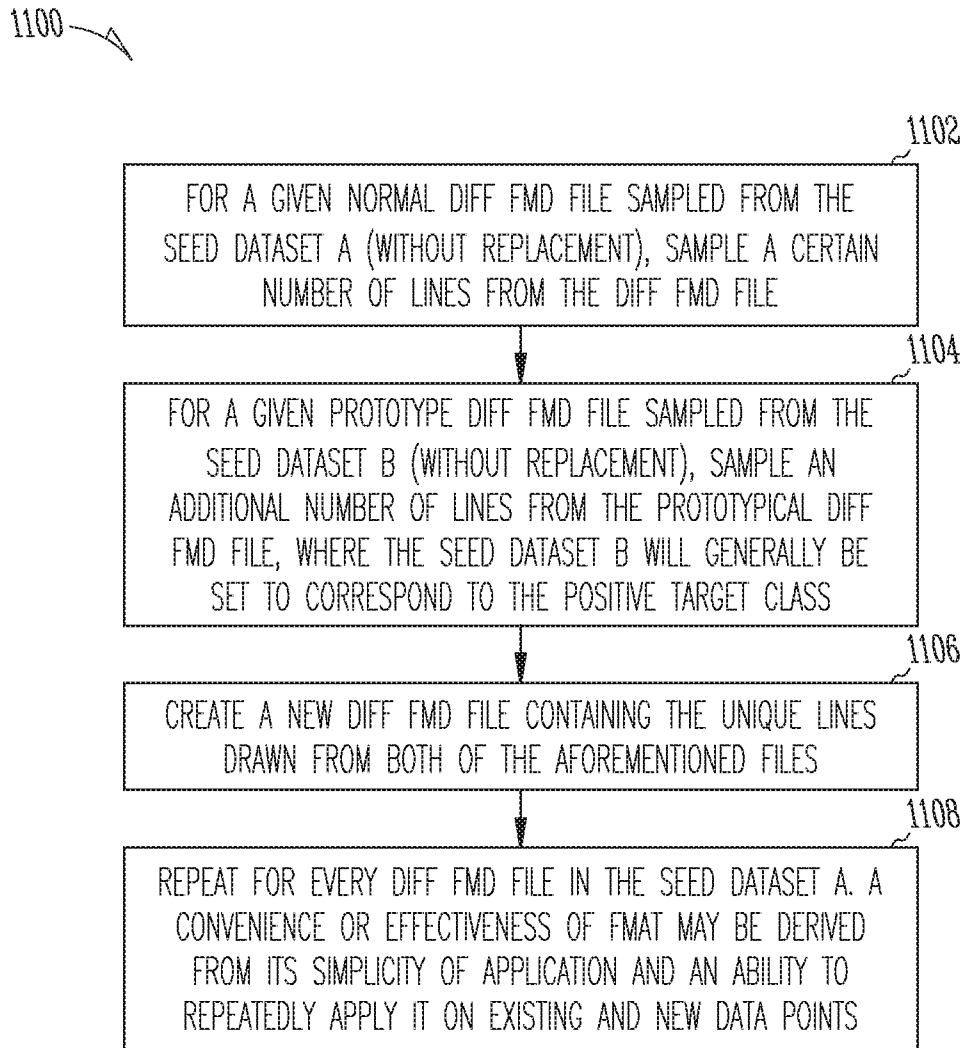 1100
1102
FOR A GIVEN NORMAL DIFF FMD FILE SAMPLED FROM THE
SEED DATASET A (WITHOUT REPLACEMENT), SAMPLE A CERTAIN
NUMBER OF LINES FROM THE DIFF FMD FILE
1104
FOR A GIVEN PROTOTYPE DIFF FMD FILE SAMPLED FROM THE
SEED DATASET B (WITHOUT REPLACEMENT), SAMPLE AN
ADDITIONAL NUMBER OF LINES FROM THE PROTOTYPICAL DIFF
FMD FILE, WHERE THE SEED DATASET B WILL GENERALLY BE
SET TO CORRESPOND TO THE POSITIVE TARGET CLASS
1106
CREATE A NEW DIFF FMD FILE CONTAINING THE UNIQUE LINES
DRAWN FROM BOTH OF THE AFOREMENTIONED FILES
1108
REPEAT FOR EVERY DIFF FMD FILE IN THE SEED DATASET A. A
CONVENIENCE OR EFFECTIVENESS OF FMAT MAY BE DERIVED
FROM ITS SIMPLICITY OF APPLICATION AND AN ABILITY TO
REPEATEDLY APPLY IT ON EXISTING AND NEW DATA POINTS